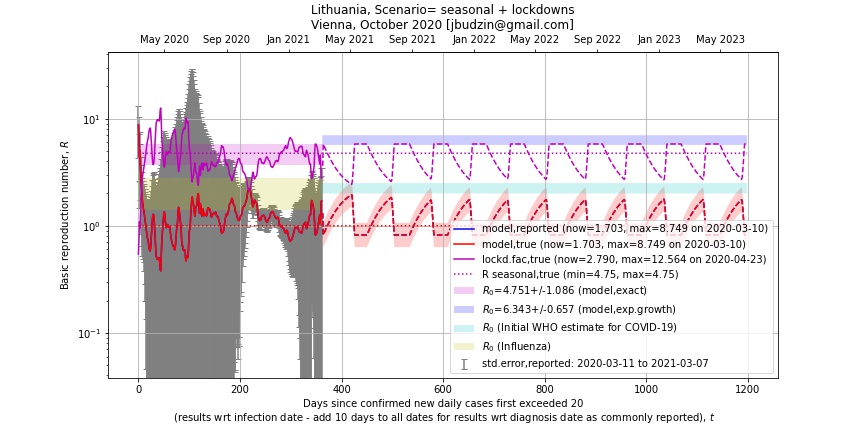 Lithuania, Scenario= seasonal + lockdowns
Vienna, October 2020 [jbudzin@gmail.com]
May 2020 Sep 2020 Jan 2021 May 2021 Sep 2021 Jan 2022 May 2022 Sep 2022 Jan 2023 May 2023
Basic reproduction number, R
10¹
10⁰
10⁻¹
model,reported (now=1.703, max=8.749 on 2020-03-10)
model,true (now=1.703, max=8.749 on 2020-03-10)
lockd.fac,true (now=2.790, max=12.564 on 2020-04-23)
R seasonal,true (min=4.75, max=4.75)
R₀=4.751+/-1.086 (model,exact)
R₀=6.343+/-0.657 (model,exp.growth)
R₀ (Initial WHO estimate for COVID-19)
R₀ (Influenza)
std.error,reported: 2020-03-11 to 2021-03-07
0 200 400 600 800 1000 1200
Days since confirmed new daily cases first exceeded 20
(results wrt infection date - add 10 days to all dates for results wrt diagnosis date as commonly reported), t